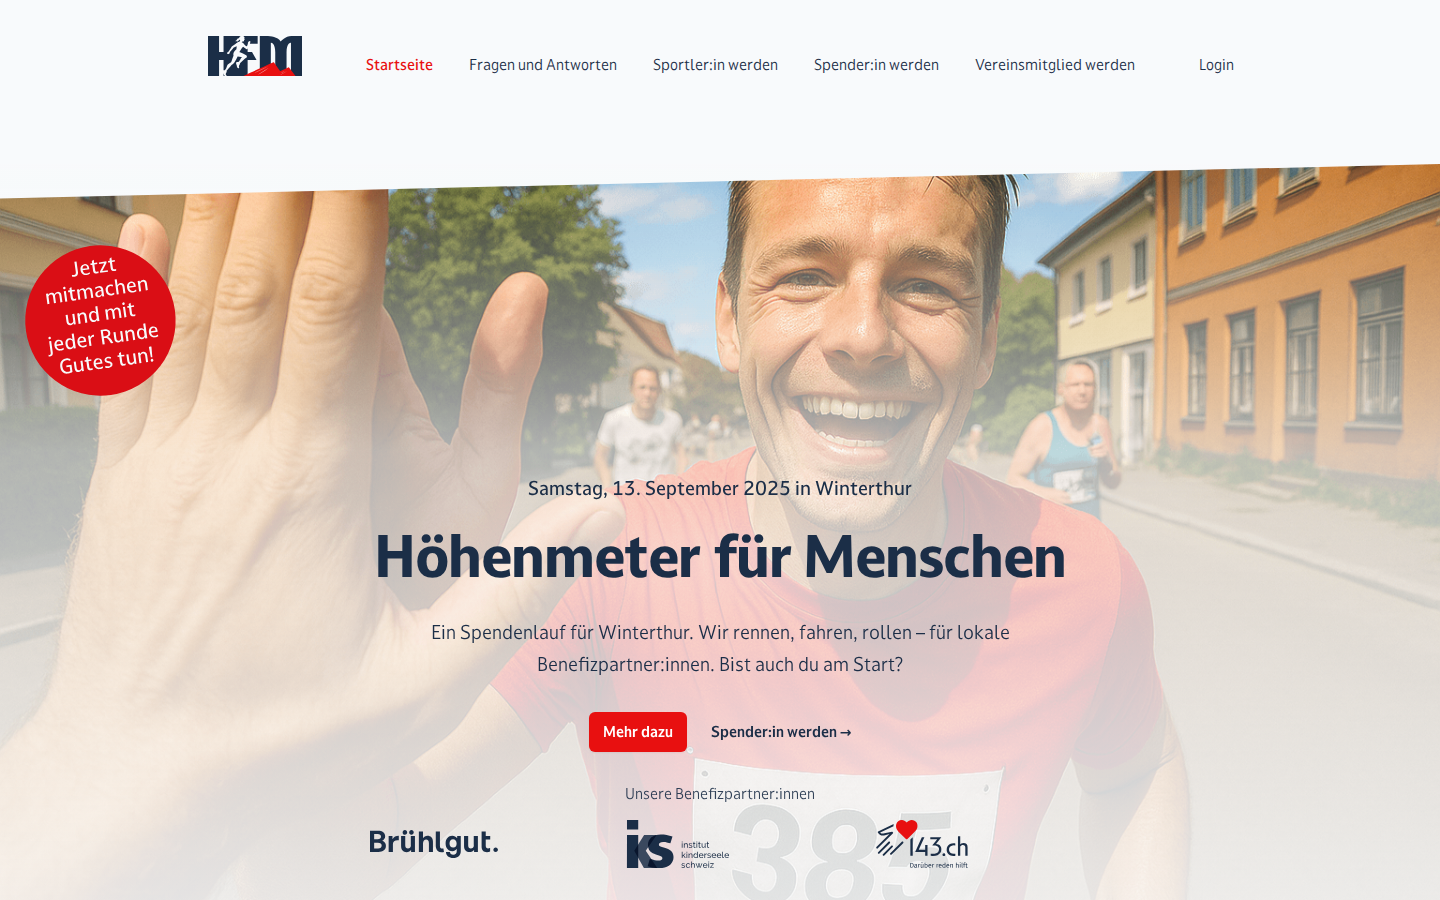 HFM
Startseite
Fragen und Antworten
Sportler:in werden
Spender:in werden
Vereinsmitglied werden
Login
Jetzt
mitmachen
und mit
jeder Runde
Gutes tun!
Samstag, 13. September 2025 in Winterthur
Höhenmeter für Menschen
Ein Spendenlauf für Winterthur. Wir rennen, fahren, rollen – für lokale
Benefizpartner:innen. Bist auch du am Start?
Mehr dazu
Spender:in werden →
Unsere Benefizpartner:innen
Brühlgut.
iks
institut
kinderseele
schweiz
143.ch
Darüber reden hilft
385